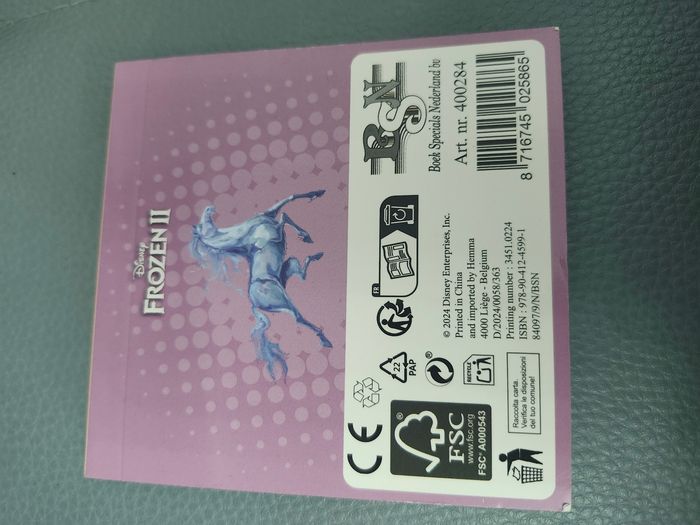 Disney
FROZEN II
BSN
Boek Specials Nederland bv
Art. nr. 400284
8 716745 025865
FR
© 2024 Disney Enterprises, Inc.
Printed in China
and imported by Hemma
4000 Liège - Belgium
D/2024/0058/363
Printing number : 3451.0224
ISBN : 978-90-412-4599-1
84097/9/N/BSN
22
PAP
®
RECYCLE
CE
®
FSC
www.fsc.org
FSC® A000543
Raccolta carta.
Verifica le disposizioni
del tuo comune!